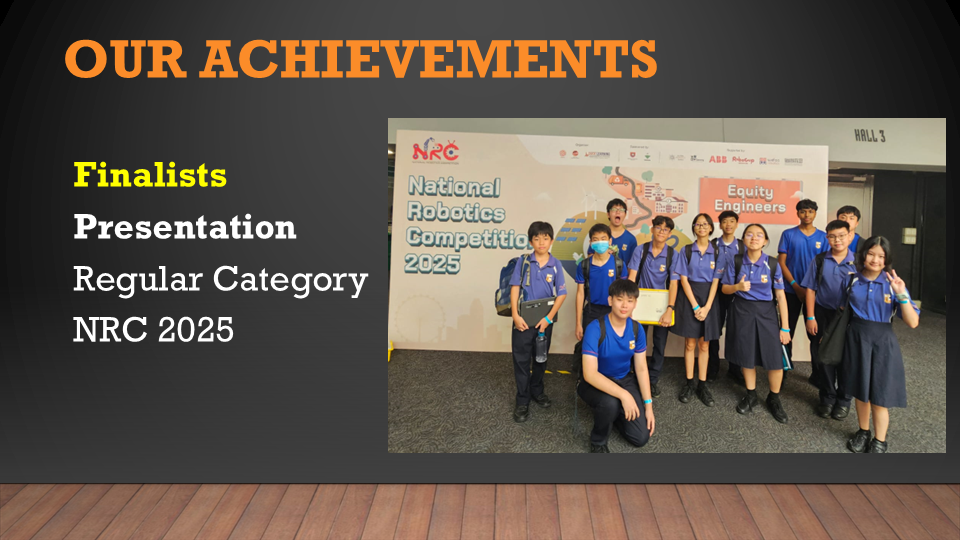 OUR ACHIEVEMENTS
Finalists
Presentation
Regular Category
NRC 2025
HALL 3
NRC
ABB
National
Robotics
Competition
2025
Equity
Engineers